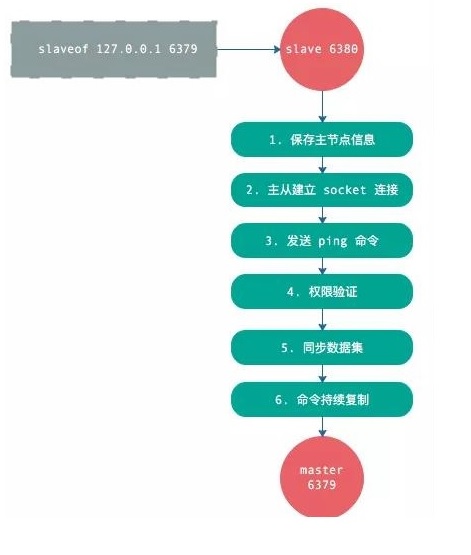 slaveof 127.0.0.1 6379
slave 6380
1. 保存主节点信息
2. 主从建立 socket 连接
3. 发送 ping 命令
4. 权限验证
5. 同步数据集
6. 命令持续复制
master
6379